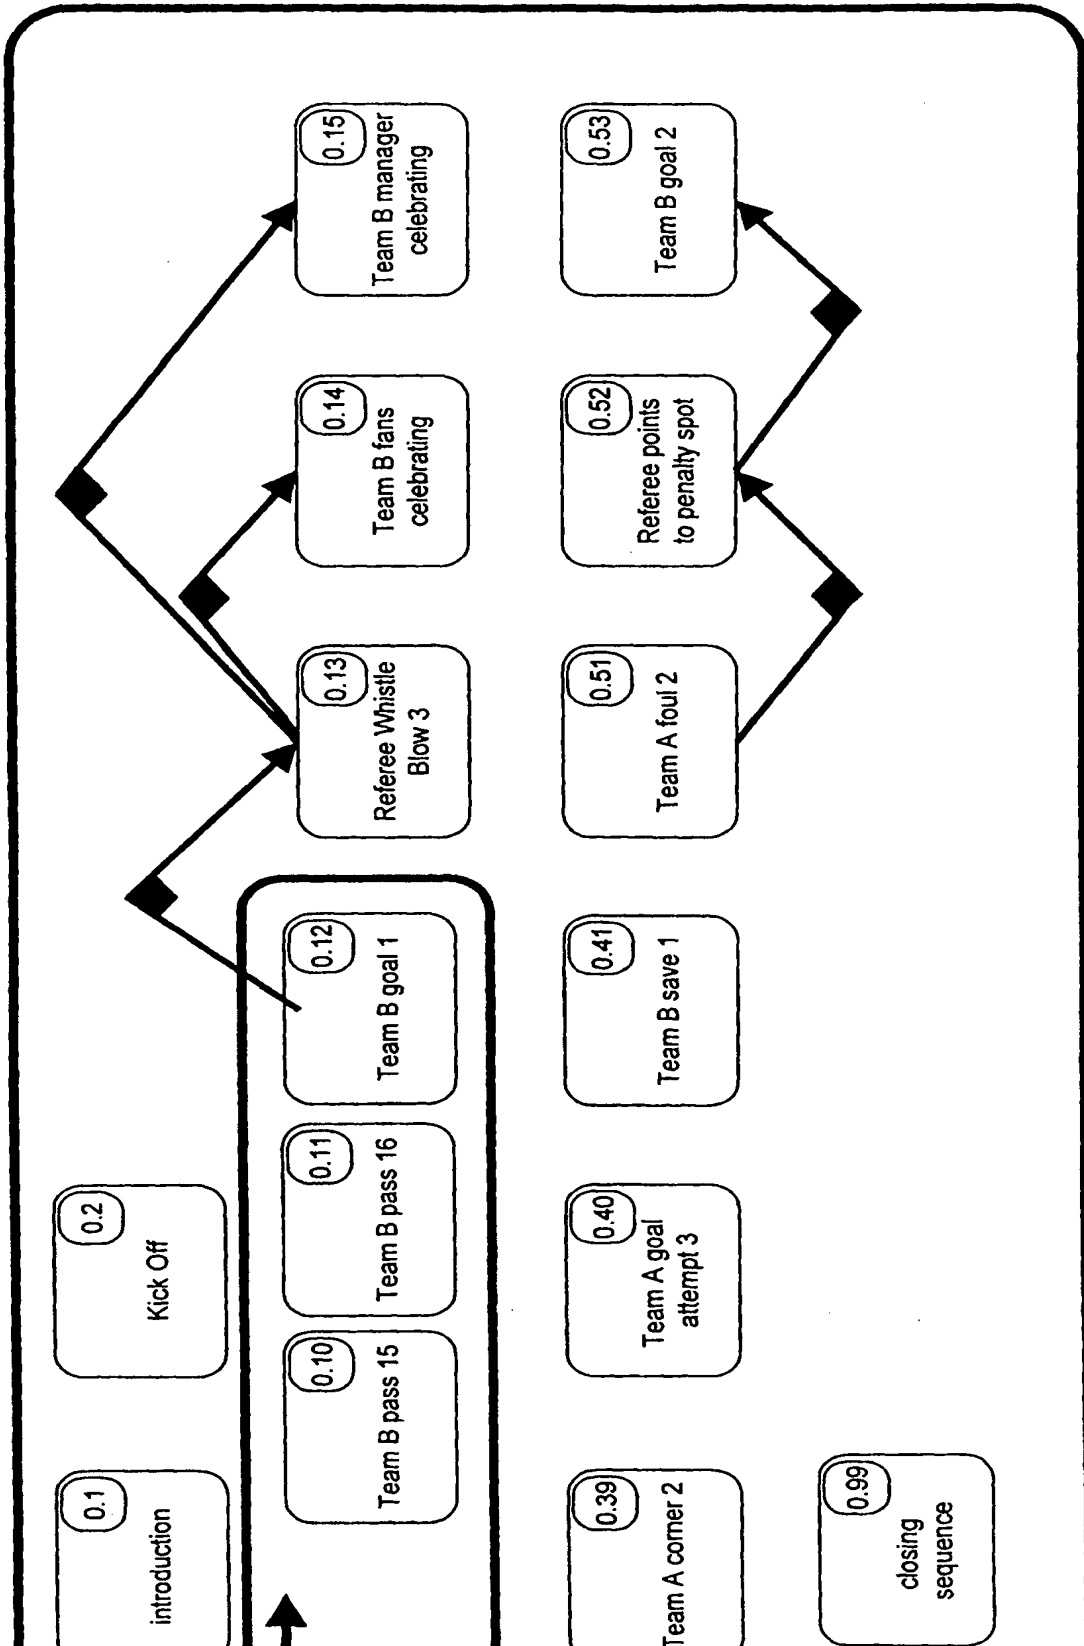 0.1
introduction
0.2
Kick Off
0.10
Team B pass 15
0.11
Team B pass 16
0.12
Team B goal 1
0.13
Referee Whistle
Blow 3
0.14
Team B fans
celebrating
0.15
Team B manager
celebrating
0.39
Team A corner 2
0.40
Team A goal
attempt 3
0.41
Team B save 1
0.51
Team A foul 2
0.52
Referee points
to penalty spot
0.53
Team B goal 2
0.99
closing
sequence